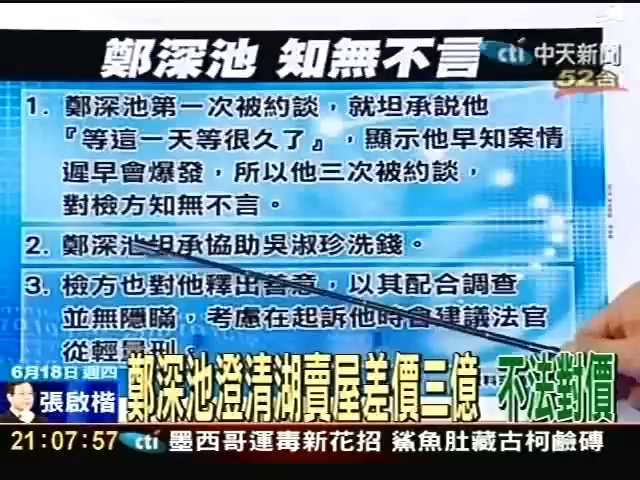 鄭深池 知無不言
cti 中天新聞
52台
1. 鄭深池第一次被約談，就坦承說他
『等這一天等很久了』，顯示他早知案情
遲早會爆發，所以他三次被約談，
對檢方知無不言。
2. 鄭深池坦承協助吳淑珍洗錢。
3. 檢方也對他釋出善意，以其配合調查
並無隱瞞，考慮在起訴他時會建議法官
從輕量刑。
6月18日 週四
張啟楷
鄭深池澄清湖賣屋差價三億 不法對價
21:07:57 cti 墨西哥運毒新花招 鯊魚肚藏古柯鹼磚